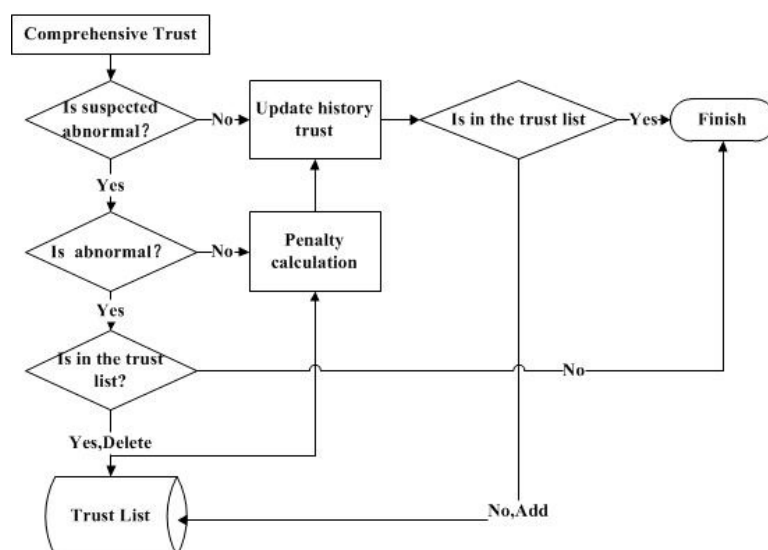 Comprehensive Trust
Is suspected
abnormal?
No
Update history
trust
Is in the trust list
Yes
Finish
Yes
Is abnormal?
No
Penalty
calculation
Yes
Is in the trust
list?
No
Yes,Delete
Trust List
No,Add